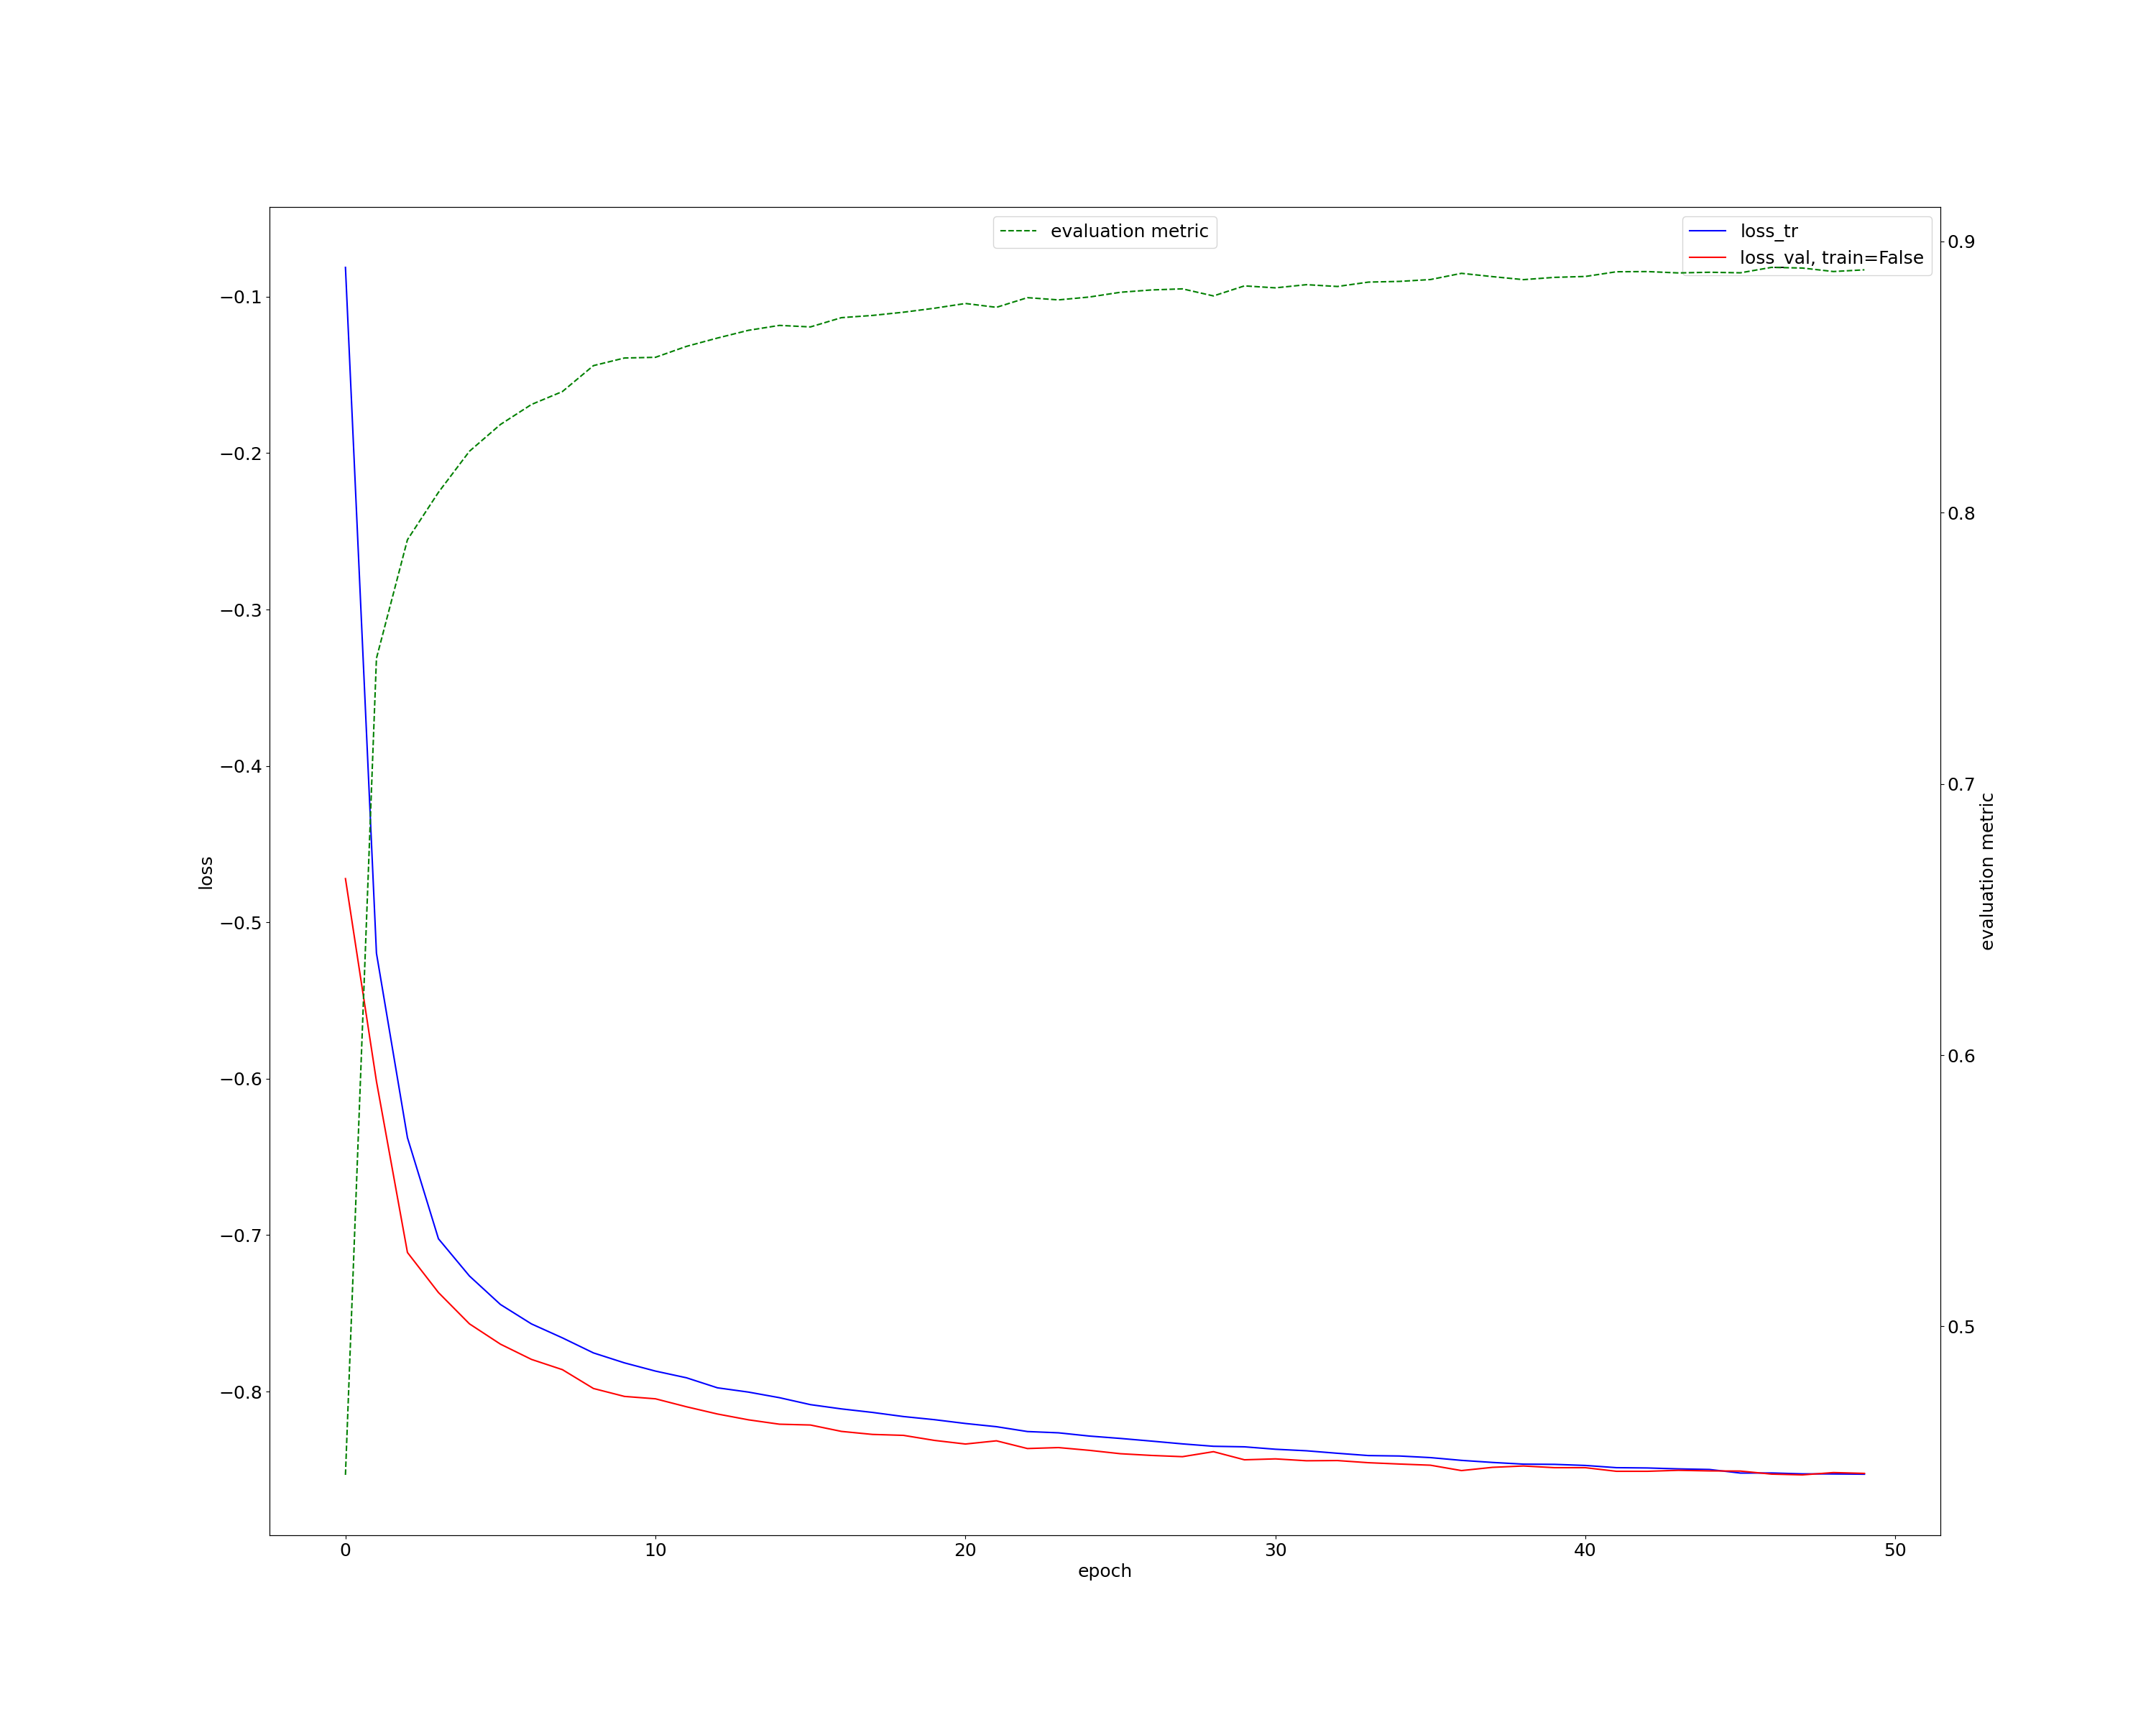 evaluation metric
loss_tr
loss_val, train=False
−0.1
−0.2
−0.3
−0.4
−0.5
−0.6
−0.7
−0.8
loss
0.9
0.8
0.7
0.6
0.5
evaluation metric
0 10 20 30 40 50
epoch